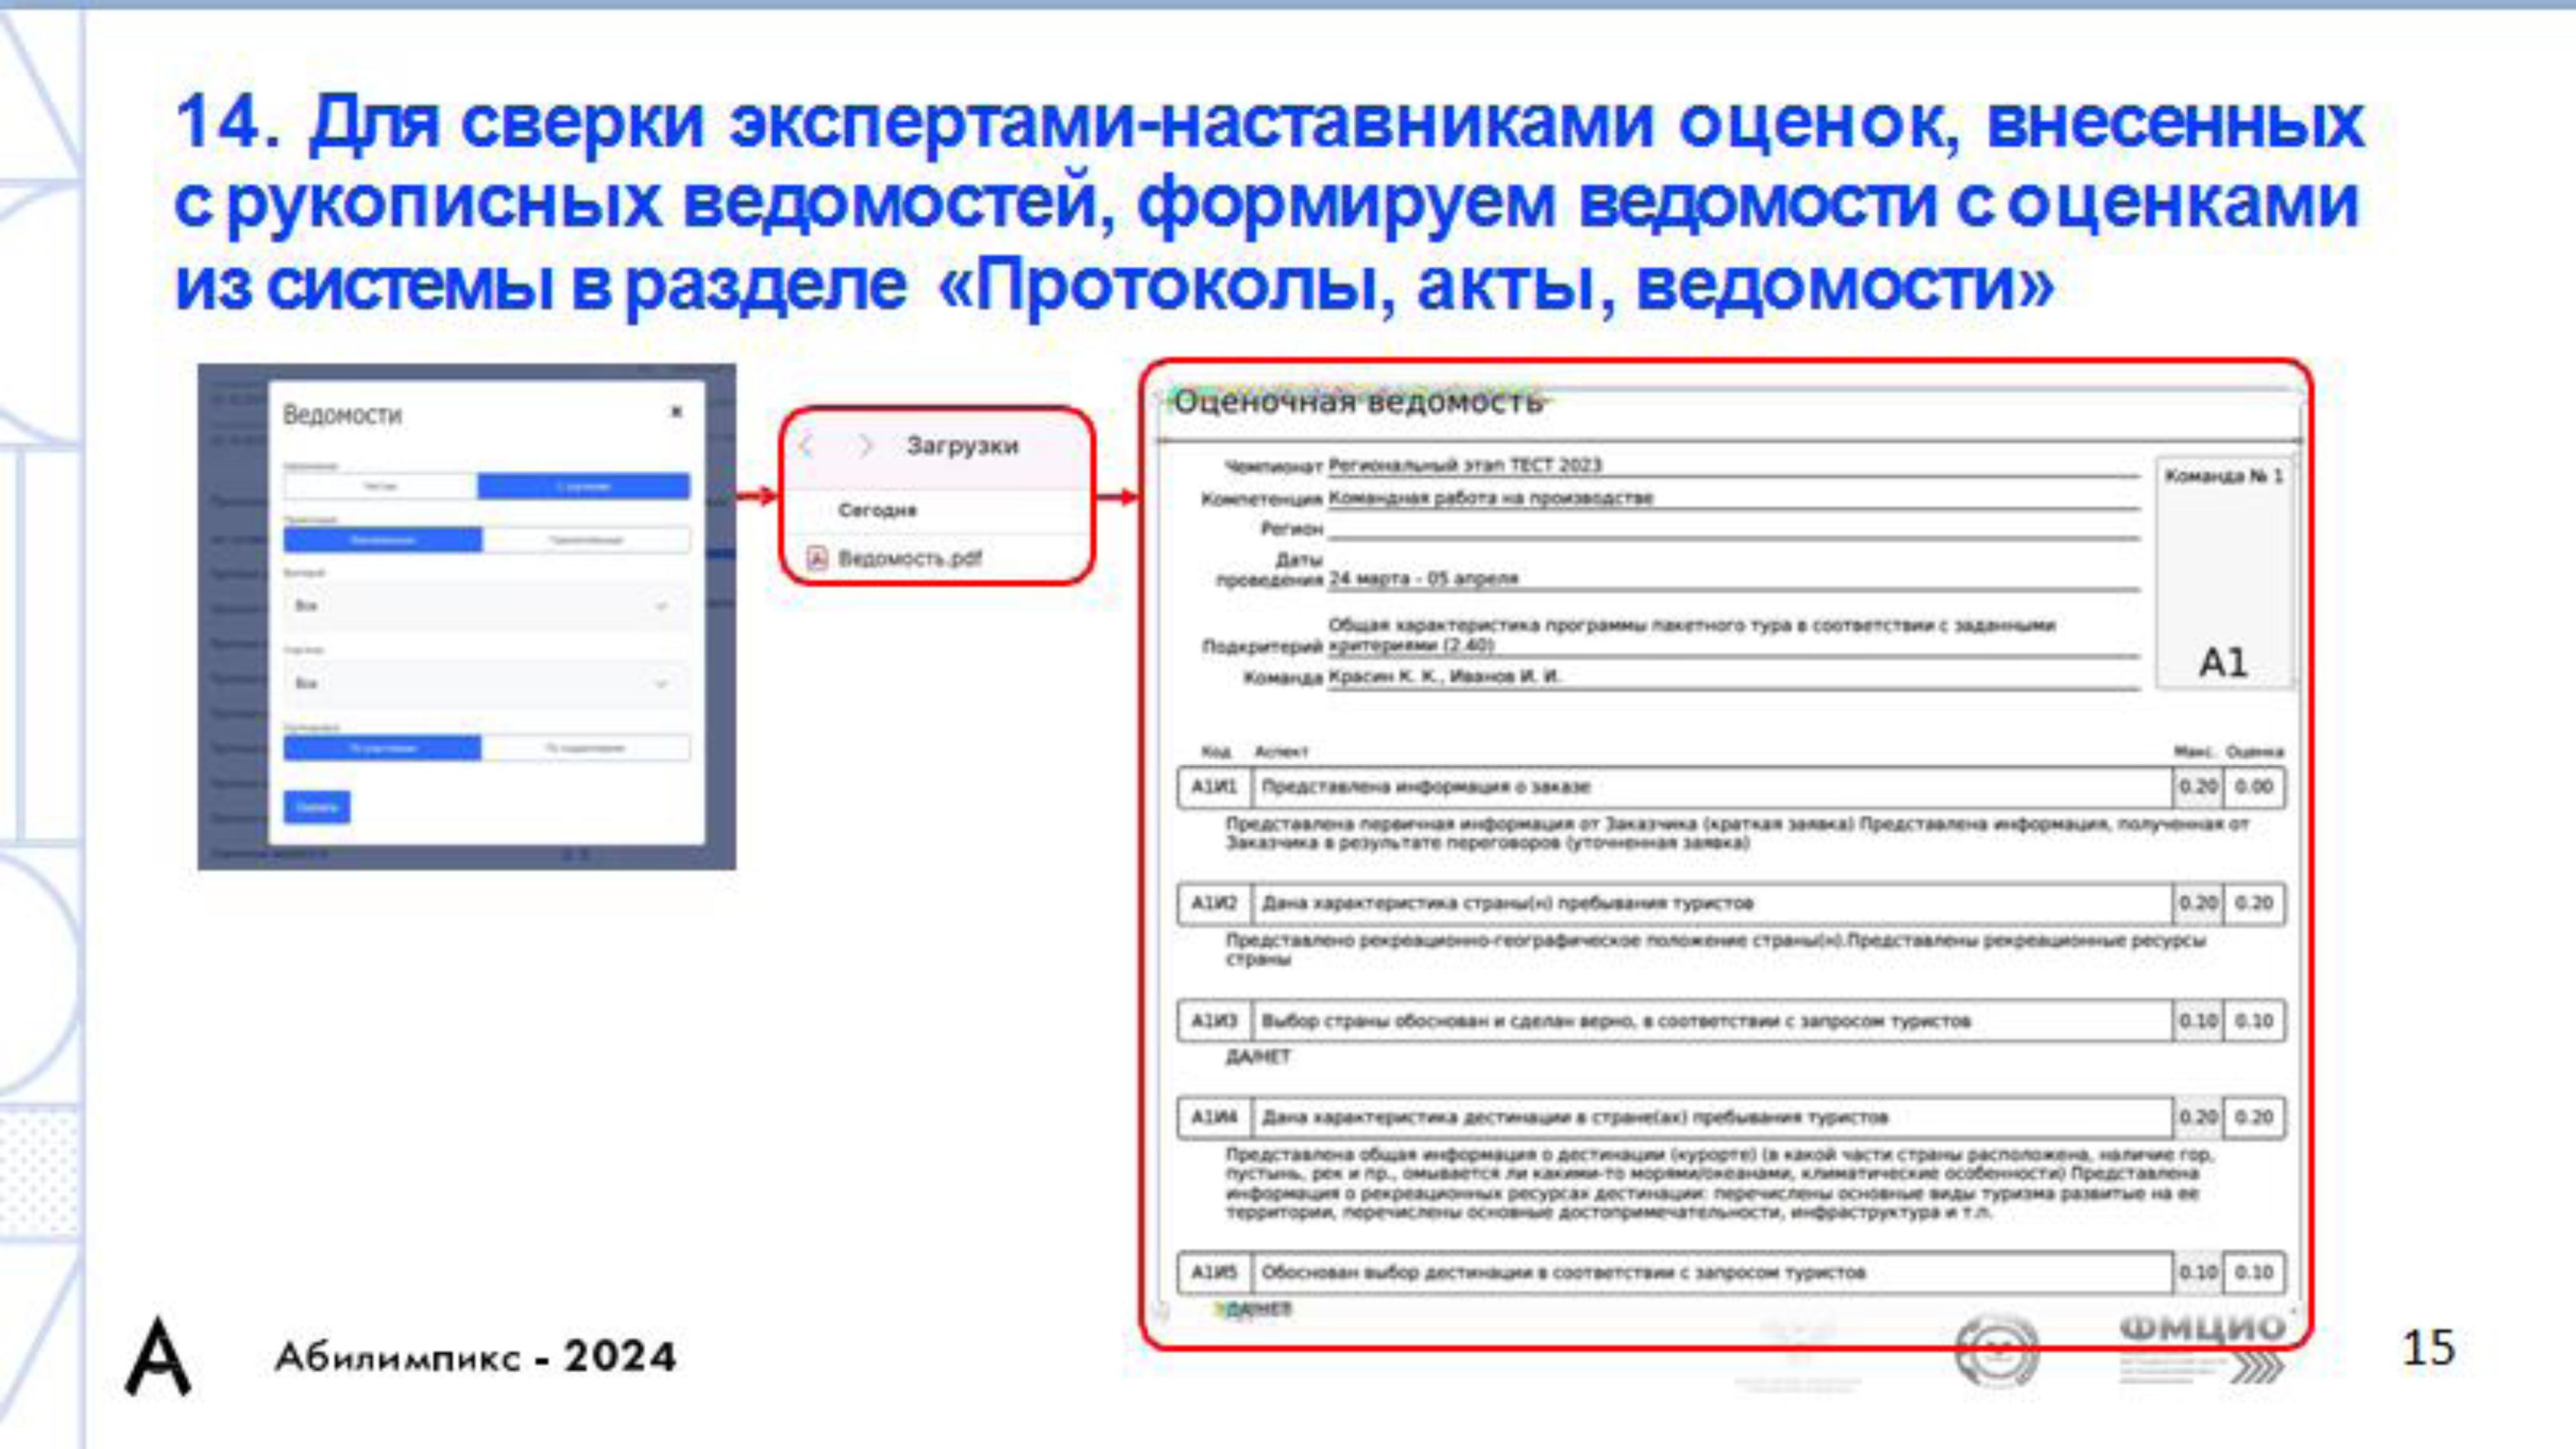 14. Для сверки экспертами-наставниками оценок, внесенных
с рукописных ведомостей, формируем ведомости с оценками
из системы в разделе «Протоколы, акты, ведомости»
Ведомости
Все
Все
Загрузки
Сегодня
Ведомость.pdf
Оценочная ведомость
Чемпионат Региональный этап ТЕСТ 2023
Команда № 1
Компетенция Командная работа на производстве
Регион
Даты
проведения 24 марта - 05 апреля
Общая характеристика программы пакетного тура в соответствии с заданными
Подкритерий критериями (2.40)
А1
Команда Красин К. К., Иванов И. И.
Код Аспект Макс. Оценка
А1И1 Представлена информация о заказе 0.20 0.00
Представлена первичная информация от Заказчика (краткая заявка) Представлена информация, полученная от
Заказчика в результате переговоров (уточненная заявка)
А1И2 Дана характеристика страны(н) пребывания туристов 0.20 0.20
Представлено рекреационно-географическое положение страны(н).Представлены рекреационные ресурсы
страны
А1И3 Выбор страны обоснован и сделан верно, в соответствии с запросом туристов 0.10 0.10
ДА/НЕТ
А1И4 Дана характеристика дестинации в стране(ах) пребывания туристов 0.20 0.20
Представлена общая информация о дестинации (курорте) (в какой части страны расположена, наличие гор,
пустынь, рек и пр., омывается ли какими-то морями/океанами, климатические особенности) Представлена
информация о рекреационных ресурсах дестинации: перечислены основные виды туризма развитые на ее
территории, перечислены основные достопримечательности, инфраструктура и т.п.
А1И5 Обоснован выбор дестинации в соответствии с запросом туристов 0.10 0.10
ДА/НЕТ
Абилимпикс - 2024
ФМЦИО
15